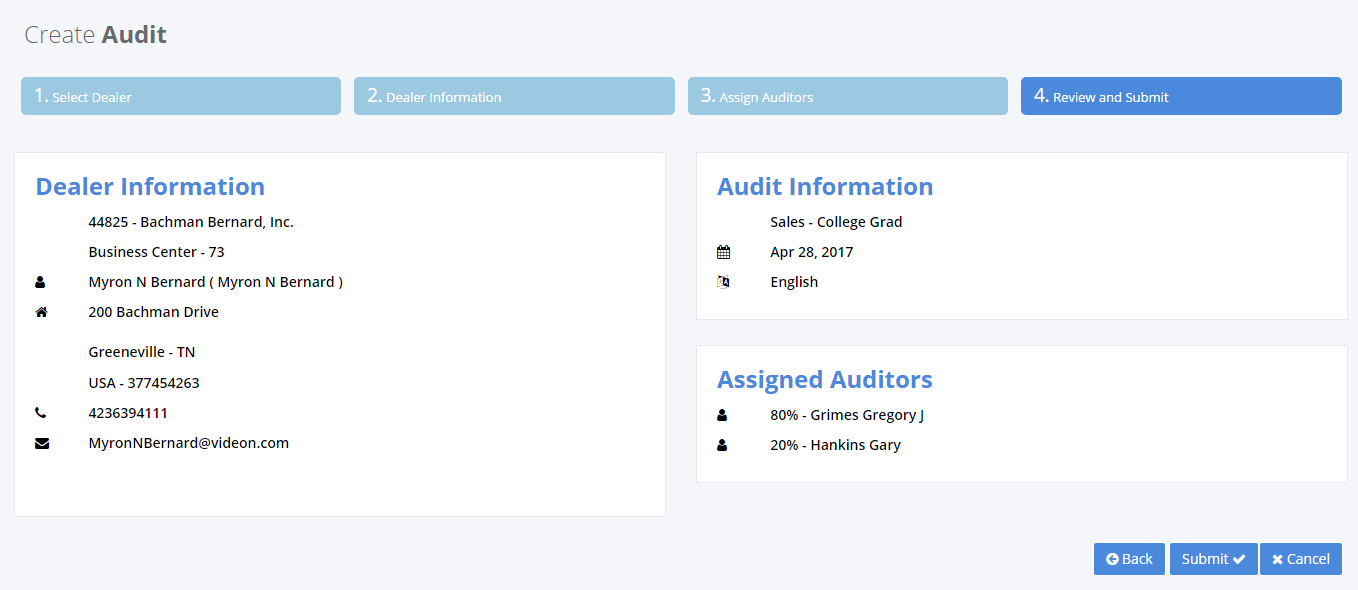 Create Audit
1. Select Dealer
2. Dealer Information
3. Assign Auditors
4. Review and Submit
Dealer Information
44825 - Bachman Bernard, Inc.
Business Center - 73
Myron N Bernard ( Myron N Bernard )
200 Bachman Drive
Greeneville - TN
USA - 377454263
4236394111
MyronNBernard@videon.com
Audit Information
Sales - College Grad
Apr 28, 2017
English
Assigned Auditors
80% - Grimes Gregory J
20% - Hankins Gary
Back
Submit
Cancel